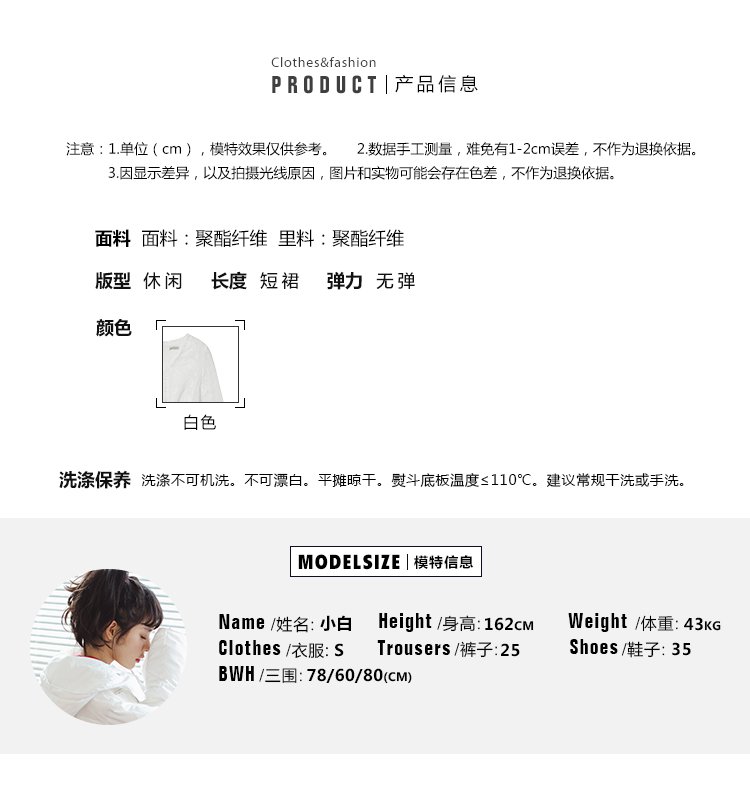 Clothes&fashion
PRODUCT|产品信息
注意：1.单位（cm），模特效果仅供参考。 2.数据手工测量，难免有1-2cm误差，不作为退换依据。
3.因显示差异，以及拍摄光线原因，图片和实物可能会存在色差，不作为退换依据。
面料 面料：聚酯纤维 里料：聚酯纤维
版型 休闲 长度 短裙 弹力 无弹
颜色
白色
洗涤保养 洗涤不可机洗。不可漂白。平摊晾干。熨斗底板温度≤110℃。建议常规干洗或手洗。
MODELSIZE|模特信息
Name /姓名: 小白 Height /身高: 162CM Weight /体重: 43KG
Clothes /衣服: S Trousers /裤子: 25 Shoes /鞋子: 35
BWH /三围: 78/60/80(CM)